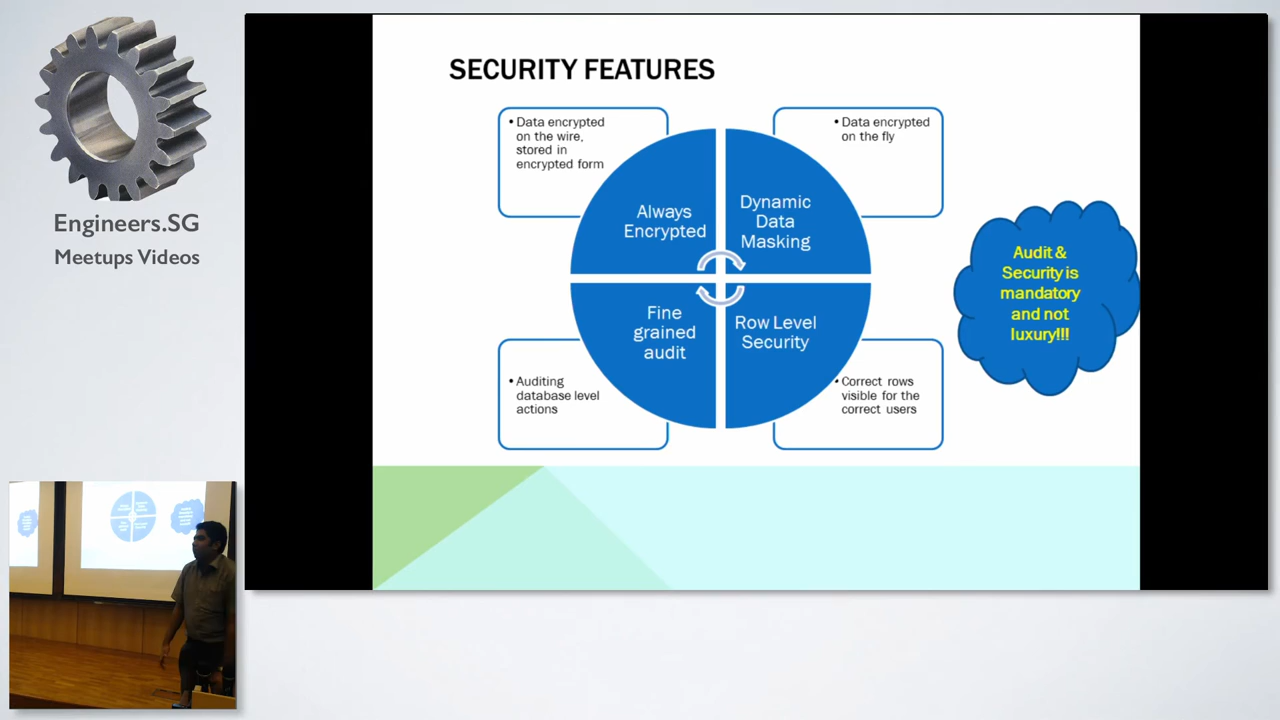 Engineers.SG
Meetups Videos
SECURITY FEATURES
• Data encrypted
on the wire,
stored in
encrypted form
• Data encrypted
on the fly
Always
Encrypted
Dynamic
Data
Masking
Fine
grained
audit
Row Level
Security
• Auditing
database level
actions
• Correct rows
visible for the
correct users
Audit &
Security is
mandatory
and not
luxury!!!